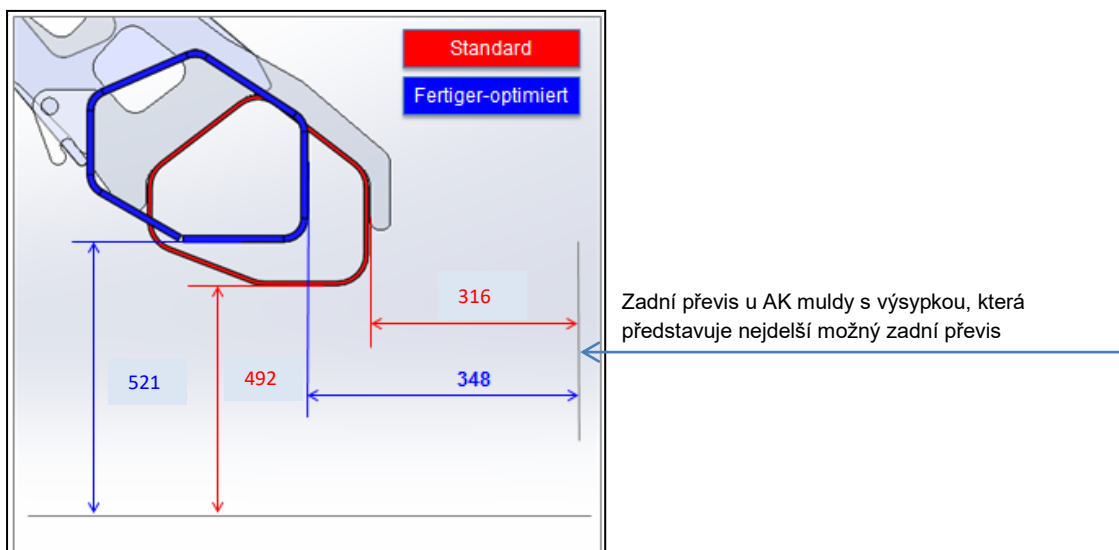 Standard
Fertiger-optimiert
316
Zadní převis u AK muldy s výsypkou, která
představuje nejdelší možný zadní převis
521
492
348